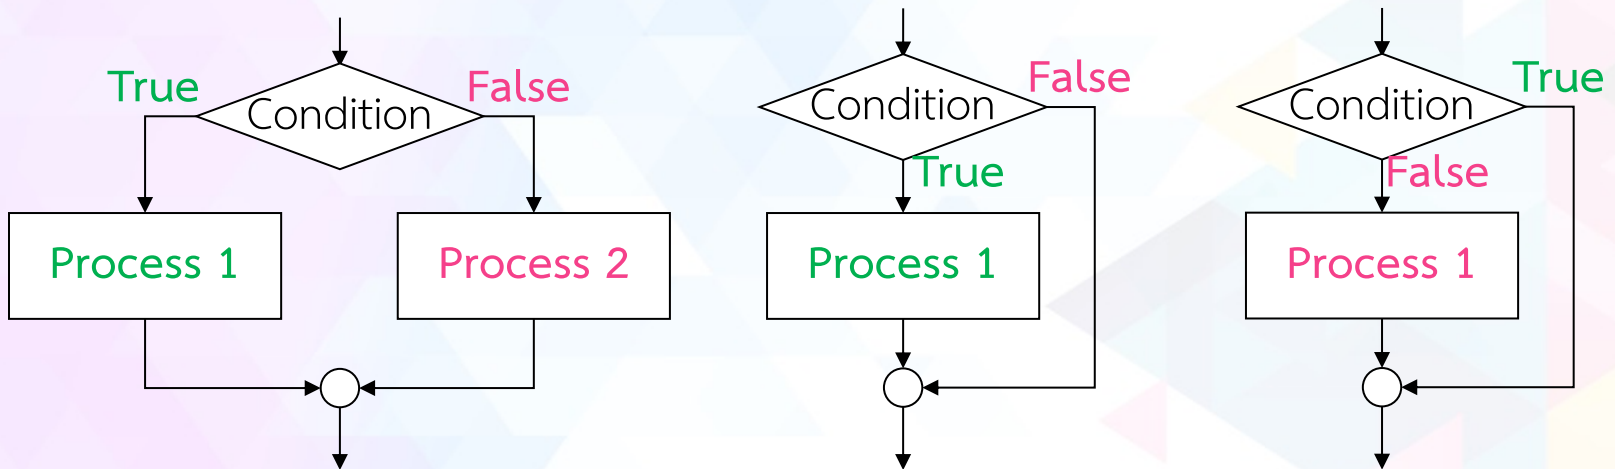 True
Condition
False
Process 1
Process 2
Condition
False
True
Process 1
Condition
True
False
Process 1